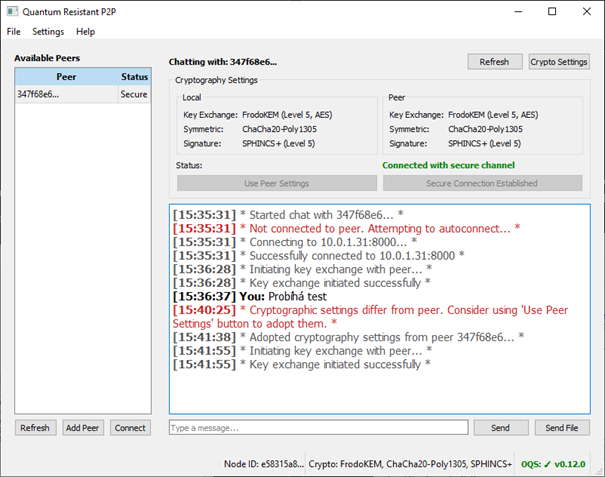 Quantum Resistant P2P
File Settings Help
Available Peers
Peer Status
347f68e6... Secure
Chatting with: 347f68e6...
Refresh Crypto Settings
Cryptography Settings
Local
Key Exchange: FrodoKEM (Level 5, AES)
Symmetric: ChaCha20-Poly1305
Signature: SPHINCS+ (Level 5)
Peer
Key Exchange: FrodoKEM (Level 5, AES)
Symmetric: ChaCha20-Poly1305
Signature: SPHINCS+ (Level 5)
Status: Connected with secure channel
Use Peer Settings Secure Connection Established
[15:35:31] * Started chat with 347f68e6... *
[15:35:31] * Not connected to peer. Attempting to autoconnect... *
[15:35:31] * Connecting to 10.0.1.31:8000... *
[15:35:31] * Successfully connected to 10.0.1.31:8000 *
[15:36:28] * Initiating key exchange with peer... *
[15:36:28] * Key exchange initiated successfully *
[15:36:37] You: Probíhá test
[15:40:25] * Cryptographic settings differ from peer. Consider using 'Use Peer
Settings' button to adopt them. *
[15:41:38] * Adopted cryptography settings from peer 347f68e6... *
[15:41:55] * Initiating key exchange with peer... *
[15:41:55] * Key exchange initiated successfully *
Refresh Add Peer Connect
Type a message... Send Send File
Node ID: e58315a8... Crypto: FrodoKEM, ChaCha20-Poly1305, SPHINCS+ OQS: ✓ v0.12.0